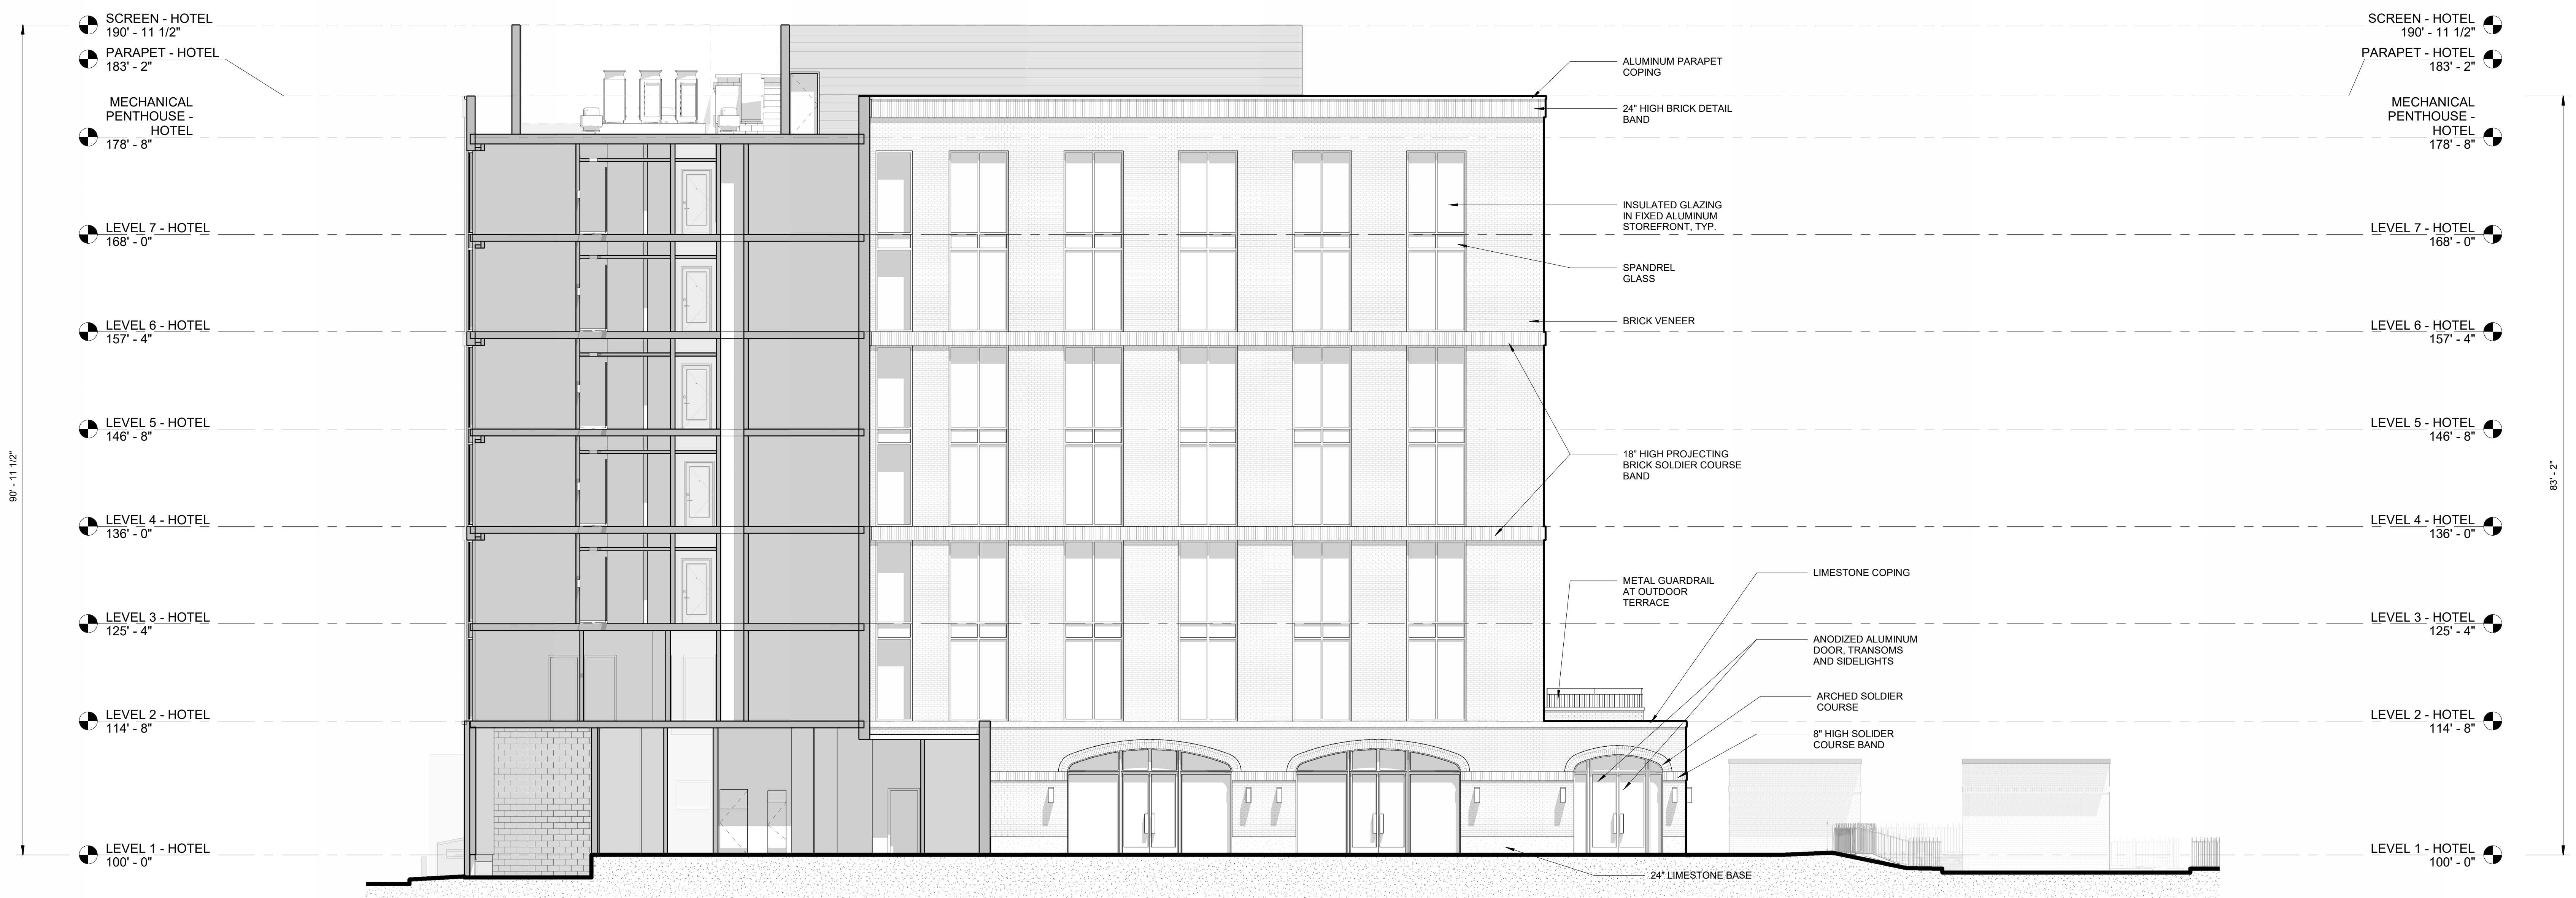 SCREEN - HOTEL
190' - 11 1/2"
PARAPET - HOTEL
183' - 2"
MECHANICAL
PENTHOUSE -
HOTEL
178' - 8"
LEVEL 7 - HOTEL
168' - 0"
LEVEL 6 - HOTEL
157' - 4"
LEVEL 5 - HOTEL
146' - 8"
LEVEL 4 - HOTEL
136' - 0"
LEVEL 3 - HOTEL
125' - 4"
LEVEL 2 - HOTEL
114' - 8"
LEVEL 1 - HOTEL
100' - 0"
90' - 11 1/2"
ALUMINUM PARAPET
COPING
24" HIGH BRICK DETAIL
BAND
INSULATED GLAZING
IN FIXED ALUMINUM
STOREFRONT, TYP.
SPANDREL
GLASS
BRICK VENEER
18" HIGH PROJECTING
BRICK SOLDIER COURSE
BAND
METAL GUARDRAIL
AT OUTDOOR
TERRACE
LIMESTONE COPING
ANODIZED ALUMINUM
DOOR, TRANSOMS
AND SIDELIGHTS
ARCHED SOLDIER
COURSE
8" HIGH SOLIDER
COURSE BAND
24" LIMESTONE BASE
SCREEN - HOTEL
190' - 11 1/2"
PARAPET - HOTEL
183' - 2"
MECHANICAL
PENTHOUSE -
HOTEL
178' - 8"
LEVEL 7 - HOTEL
168' - 0"
LEVEL 6 - HOTEL
157' - 4"
LEVEL 5 - HOTEL
146' - 8"
LEVEL 4 - HOTEL
136' - 0"
LEVEL 3 - HOTEL
125' - 4"
LEVEL 2 - HOTEL
114' - 8"
LEVEL 1 - HOTEL
100' - 0"
83' - 2"